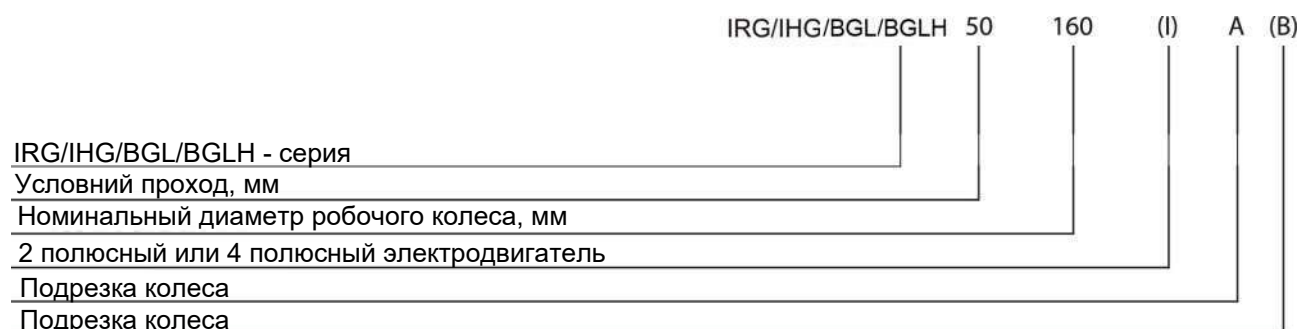 IRG/IHG/BGL/BGLH 50 160 (I) A (B)
IRG/IHG/BGL/BGLH - серия
Условний проход, мм
Номинальный диаметр робочого колеса, мм
2 полюсный или 4 полюсный электродвигатель
Подрезка колеса
Подрезка колеса